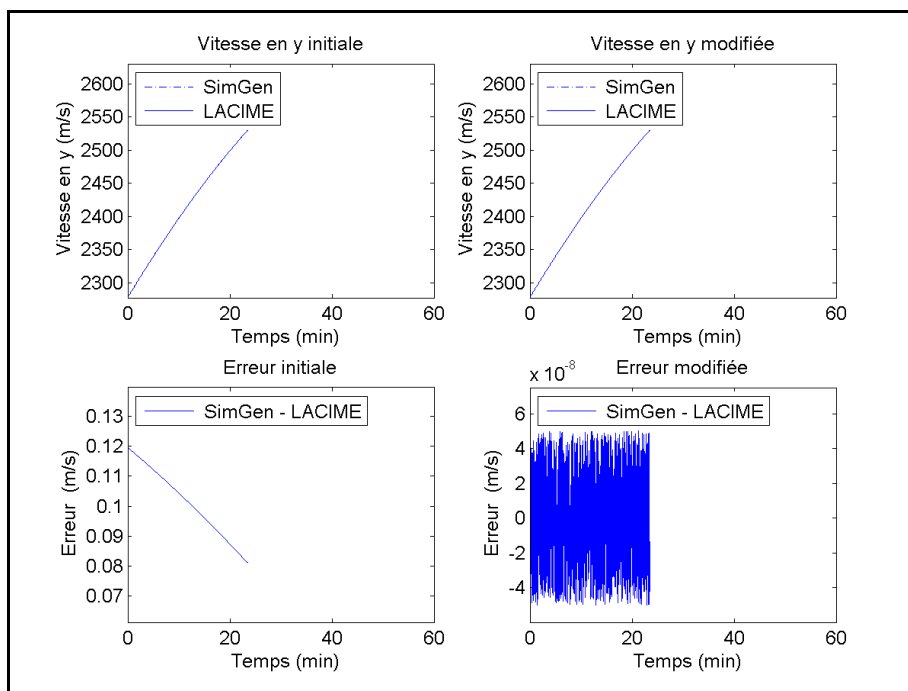 Vitesse en y initiale
Vitesse en y (m/s)
2600
2550
2500
2450
2400
2350
2300
SimGen
LACIME
0
20
40
60
Temps (min)
Vitesse en y modifiée
Vitesse en y (m/s)
2600
2550
2500
2450
2400
2350
2300
SimGen
LACIME
0
20
40
60
Temps (min)
Erreur initiale
Erreur (m/s)
0.13
0.12
0.11
0.1
0.09
0.08
0.07
SimGen - LACIME
0
20
40
60
Temps (min)
Erreur modifiée
x 10-8
Erreur (m/s)
6
4
2
0
-2
-4
SimGen - LACIME
0
20
40
60
Temps (min)